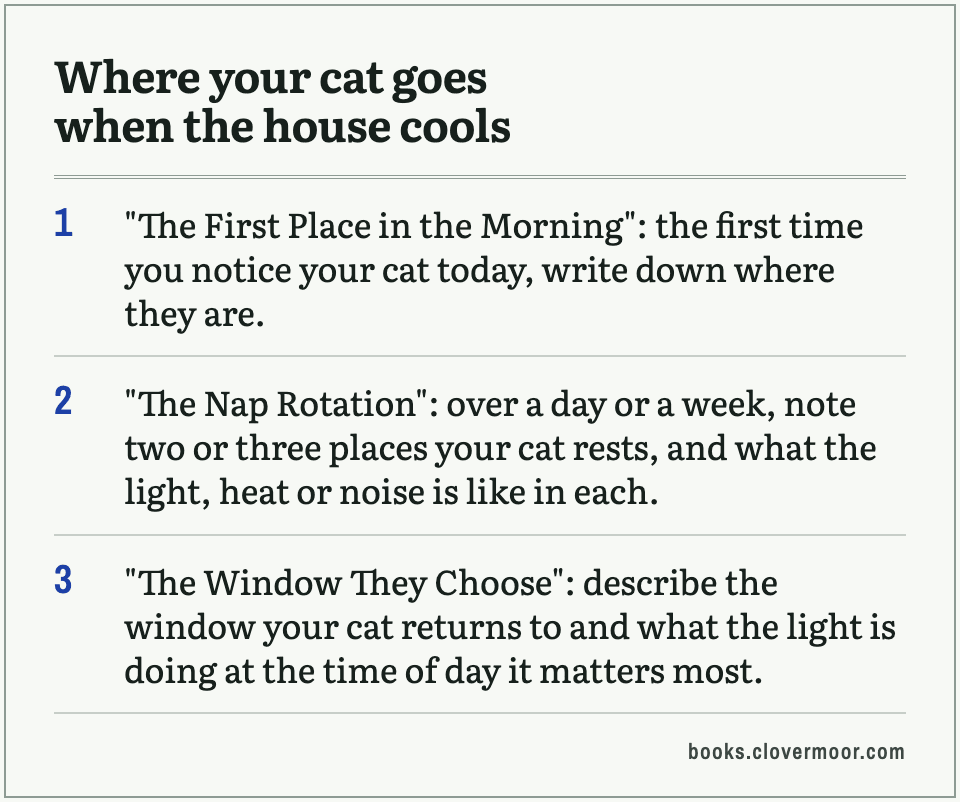 Where your cat goes
when the house cools
1
"The First Place in the Morning": the first time
you notice your cat today, write down where
they are.
2
"The Nap Rotation": over a day or a week, note
two or three places your cat rests, and what the
light, heat or noise is like in each.
3
"The Window They Choose": describe the
window your cat returns to and what the light is
doing at the time of day it matters most.
books.clovermoor.com